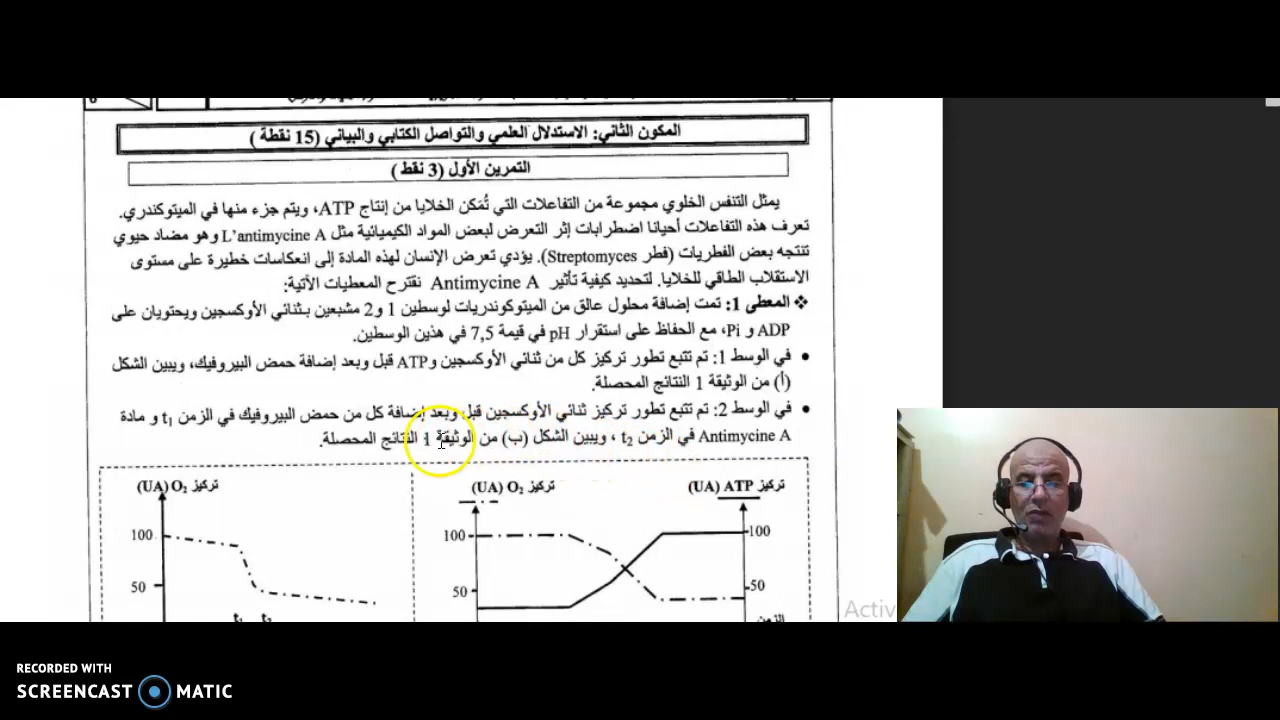 المكون الثاني: الاستدلال العلمي والتواصل الكتابي والبياني (15 نقطة )
التمرين الأول (3 نقط)
يمثل التنفس الخلوي مجموعة من التفاعلات التي تُمَكن الخلايا من إنتاج ATP، ويتم جزء منها في الميتوكندري.
تعرف هذه التفاعلات أحيانا اضطرابات إثر التعرض لبعض المواد الكيميائية مثل L'antimycine A وهو مضاد حيوي
تنتجه بعض الفطريات (فطر Streptomyces). يؤدي تعرض الإنسان لهذه المادة إلى انعكاسات خطيرة على مستوى
الاستقلاب الطاقي للخلايا. لتحديد كيفية تأثير Antimycine A نقترح المعطيات الآتية:
❖ المعطى 1: تمت إضافة محلول عالق من الميتوكوندريات لوسطين 1 و2 مشبعين بثنائي الأوكسجين ويحتويان على
ADP و Pi، مع الحفاظ على استقرار pH في قيمة 7,5 في هذين الوسطين.
• في الوسط 1: تم تتبع تطور تركيز كل من ثنائي الأوكسجين وATP قبل وبعد إضافة حمض البيروفيك، ويبين الشكل
(أ) من الوثيقة 1 النتائج المحصلة.
• في الوسط 2: تم تتبع تطور تركيز ثنائي الأوكسجين قبل وبعد إضافة كل من حمض البيروفيك في الزمن t₁ و مادة
Antimycine A في الزمن t₂ ، ويبين الشكل (ب) من الوثيقة 1 النتائج المحصلة.
تركيز ATP (UA)
تركيز O₂ (UA)
100
100
50
50
الزمن
تركيز O₂ (UA)
100
50
t₁ t₂
Activ
RECORDED WITH
SCREENCAST MATIC